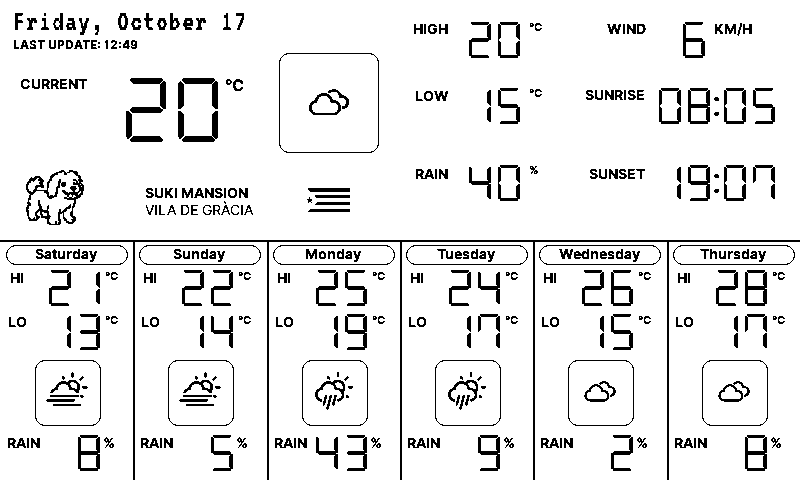 Friday, October 17
LAST UPDATE: 12:49
CURRENT 20 °C
SUKI MANSION
VILA DE GRÀCIA
HIGH 20 °C
LOW 15 °C
RAIN 40 %
WIND 6 KM/H
SUNRISE 08:05
SUNSET 19:07
Saturday
HI 21 °C
LO 13 °C
RAIN 8 %
Sunday
HI 22 °C
LO 14 °C
RAIN 5 %
Monday
HI 25 °C
LO 19 °C
RAIN 43 %
Tuesday
HI 24 °C
LO 17 °C
RAIN 9 %
Wednesday
HI 26 °C
LO 15 °C
RAIN 2 %
Thursday
HI 28 °C
LO 17 °C
RAIN 8 %